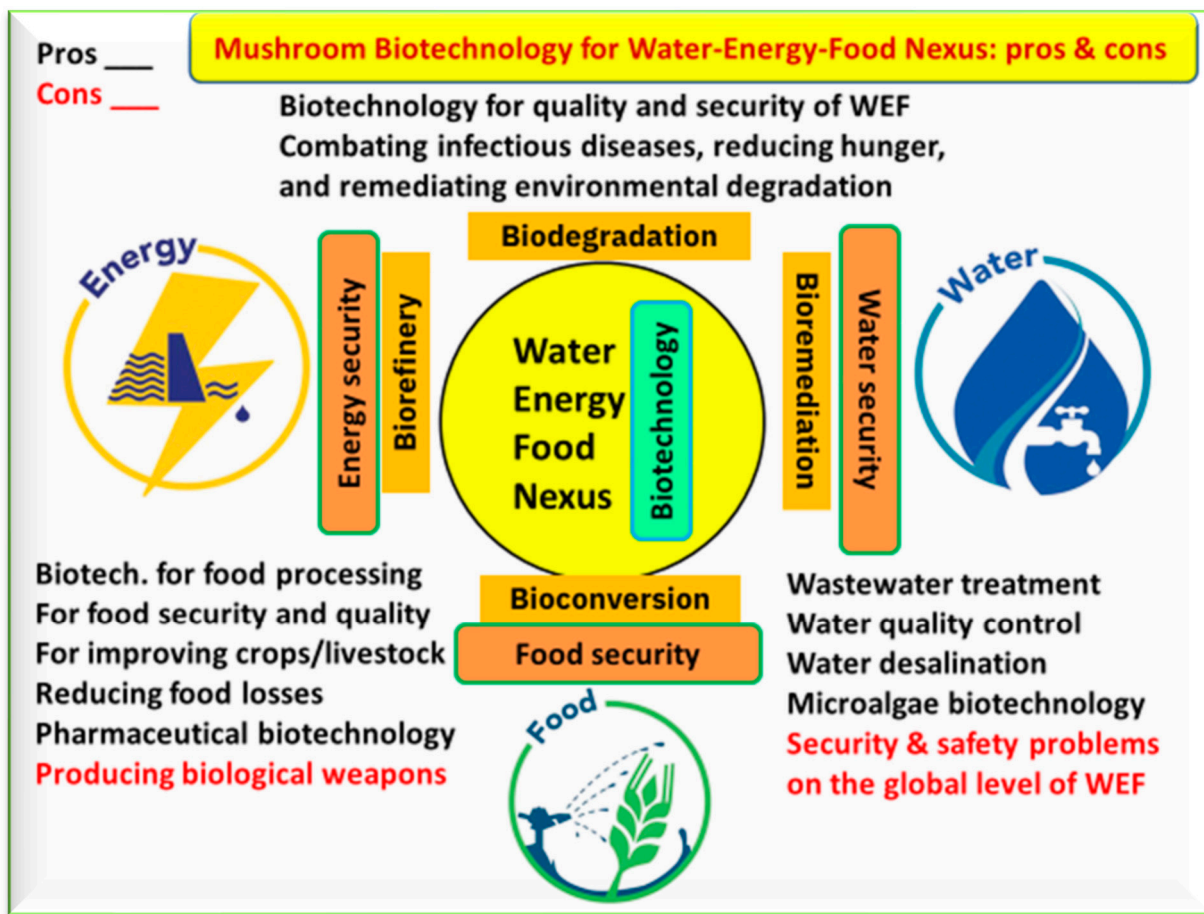 Pros ___
Cons ___
Mushroom Biotechnology for Water-Energy-Food Nexus: pros & cons
Biotechnology for quality and security of WEF
Combating infectious diseases, reducing hunger,
and remediating environmental degradation
Energy
Energy security
Biorefinery
Biodegradation
Water
Energy
Food
Nexus
Biotechnology
Bioremediation
Water security
Water
Biotech. for food processing
For food security and quality
For improving crops/livestock
Reducing food losses
Pharmaceutical biotechnology
Producing biological weapons
Bioconversion
Food security
Food
Wastewater treatment
Water quality control
Water desalination
Microalgae biotechnology
Security & safety problems
on the global level of WEF